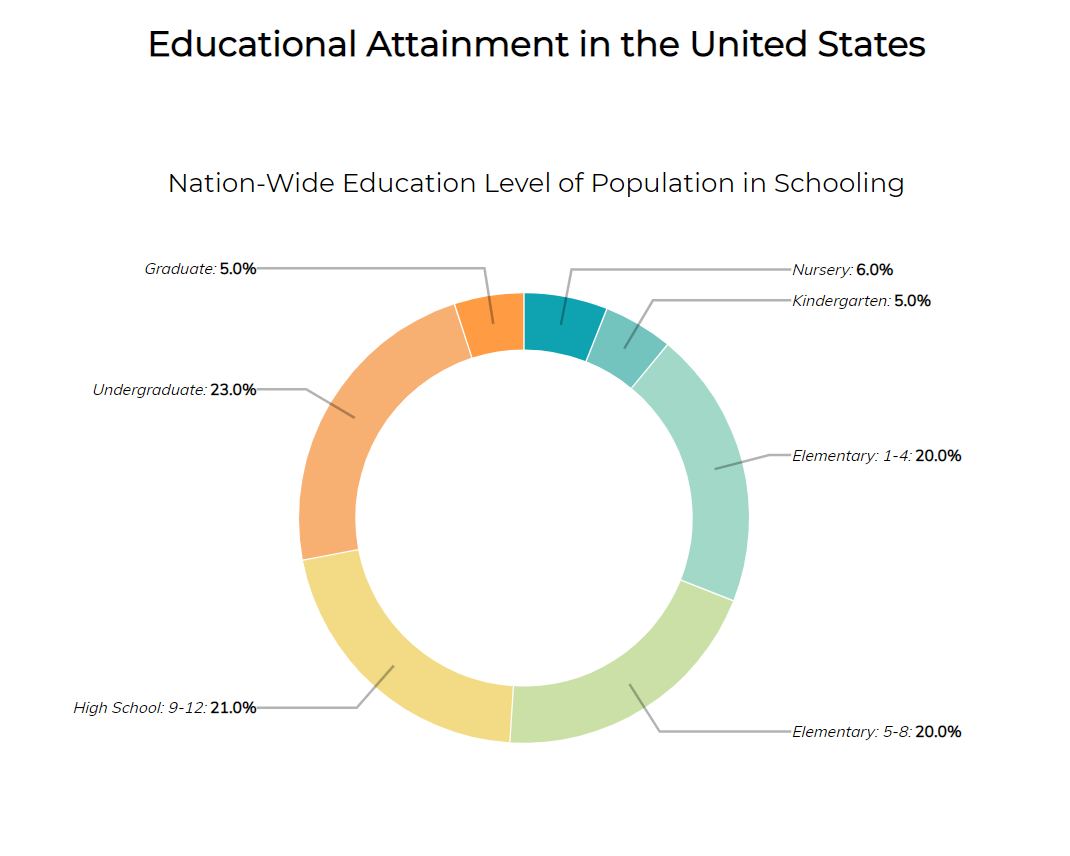 Educational Attainment in the United States
Nation-Wide Education Level of Population in Schooling
Graduate: 5.0%
Nursery: 6.0%
Kindergarten: 5.0%
Undergraduate: 23.0%
Elementary: 1-4: 20.0%
High School: 9-12: 21.0%
Elementary: 5-8: 20.0%